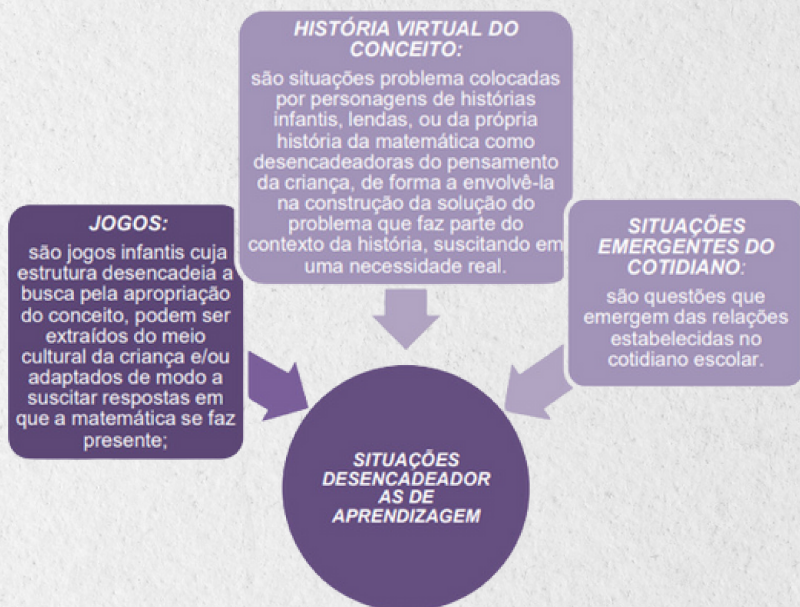 HISTÓRIA VIRTUAL DO
CONCEITO:
são situações problema colocadas
por personagens de histórias
infantis, lendas, ou da própria
história da matemática como
desencadeadoras do pensamento
da criança, de forma a envolvê-la
na construção da solução do
problema que faz parte do
contexto da história, suscitando em
uma necessidade real.
JOGOS:
são jogos infantis cuja
estrutura desencadeia a
busca pela apropriação
do conceito, podem ser
extraídos do meio
cultural da criança e/ou
adaptados de modo a
suscitar respostas em
que a matemática se faz
presente;
SITUAÇÕES
EMERGENTES DO
COTIDIANO:
são questões que
emergem das relações
estabelecidas no
cotidiano escolar.
SITUAÇÕES
DESENCADEADOR
AS DE
APRENDIZAGEM